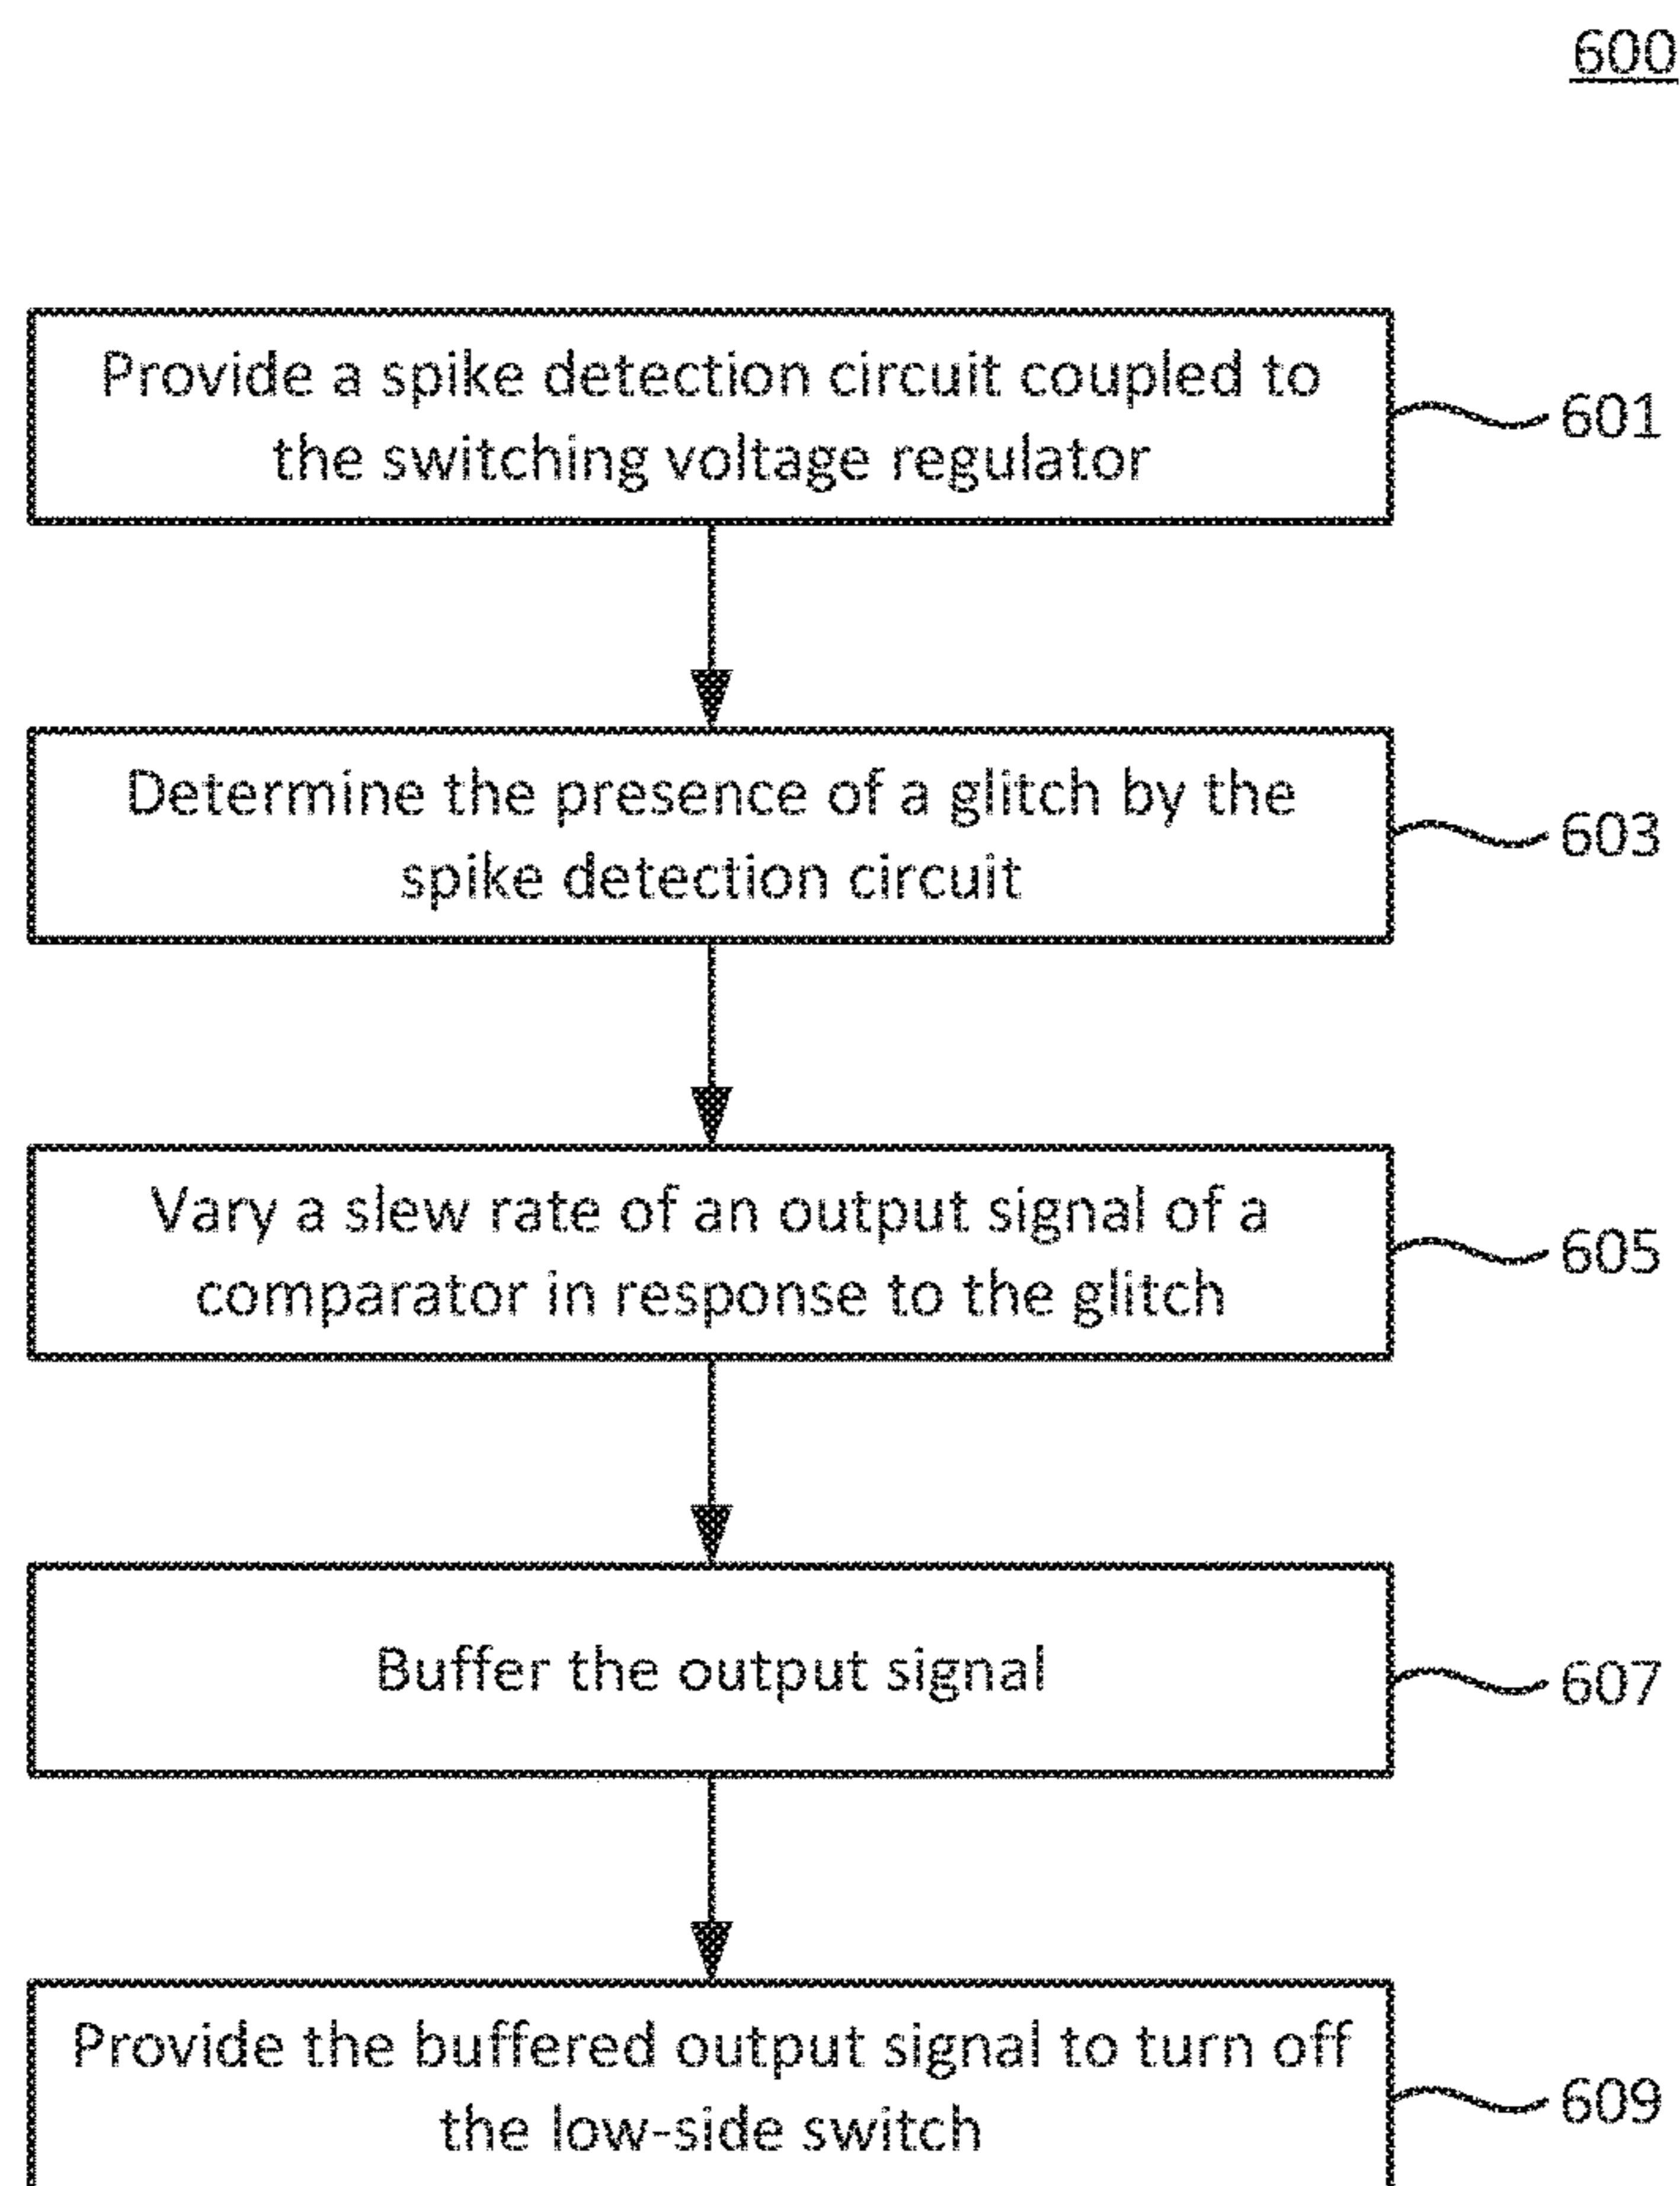 600
Provide a spike detection circuit coupled to
the switching voltage regulator
601
Determine the presence of a glitch by the
spike detection circuit
603
Vary a slew rate of an output signal of a
comparator in response to the glitch
605
Buffer the output signal
607
Provide the buffered output signal to turn off
the low-side switch
609